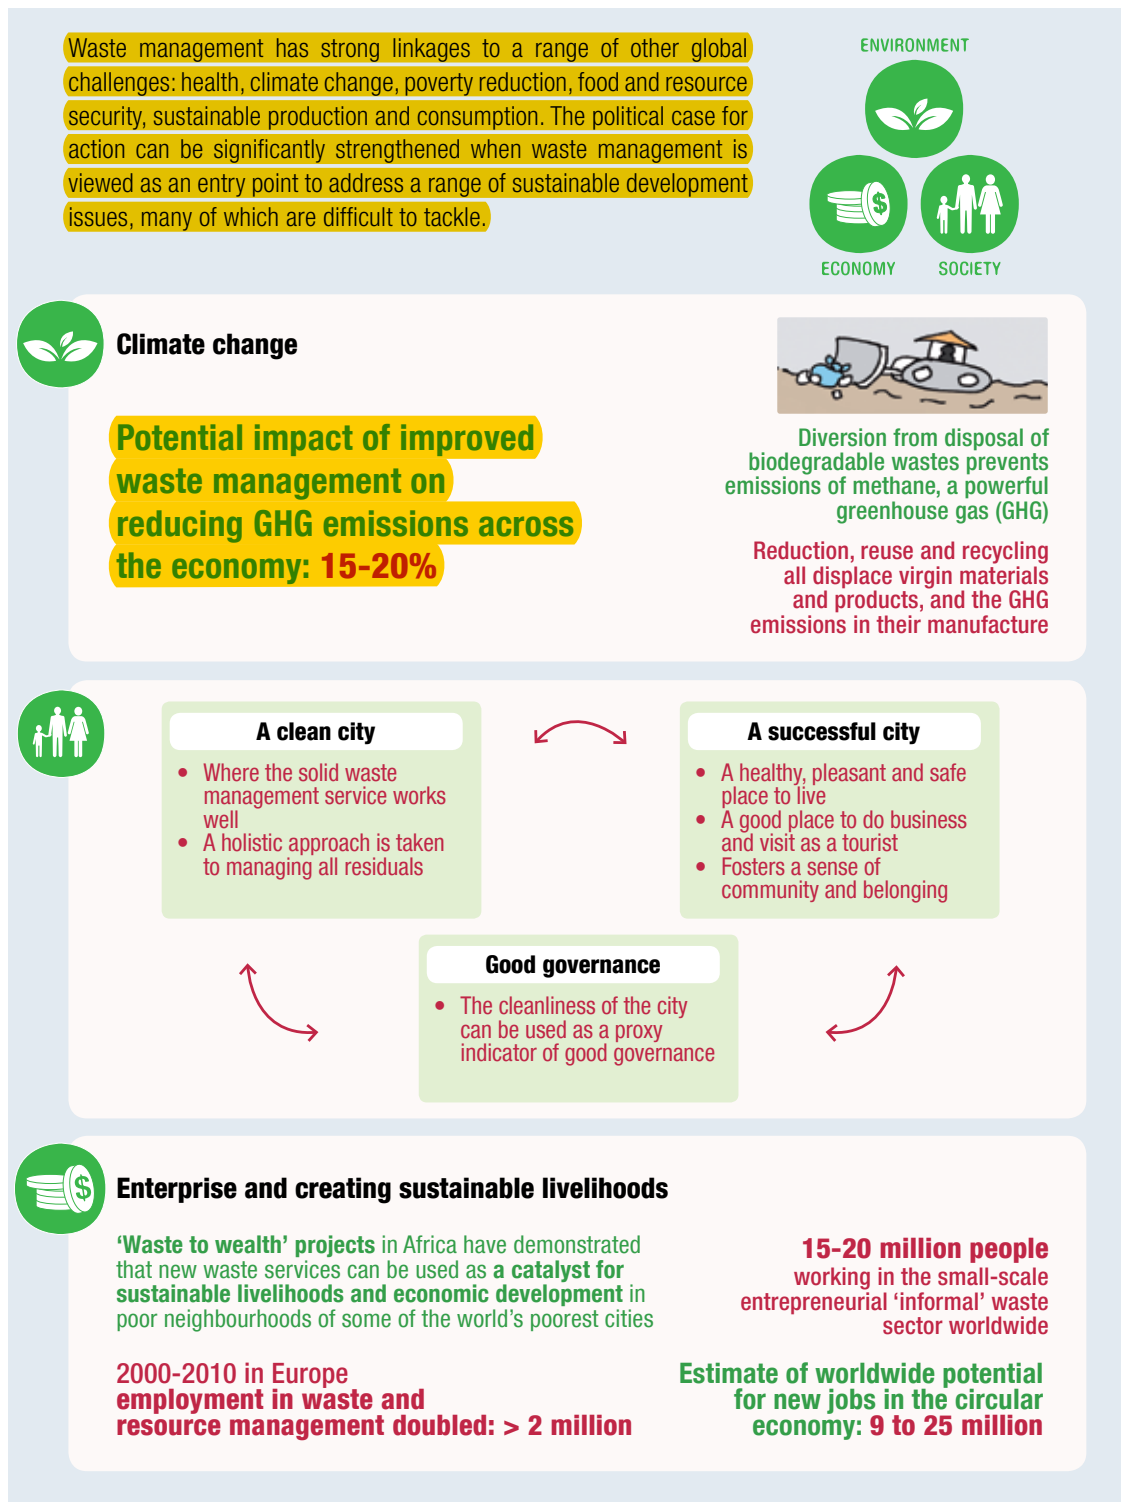 Waste management has strong linkages to a range of other global
challenges: health, climate change, poverty reduction, food and resource
security, sustainable production and consumption. The political case for
action can be significantly strengthened when waste management is
viewed as an entry point to address a range of sustainable development
issues, many of which are difficult to tackle.
ENVIRONMENT
$
ECONOMY
SOCIETY
Climate change
Potential impact of improved
waste management on
reducing GHG emissions across
the economy: 15-20%
Diversion from disposal of
biodegradable wastes prevents
emissions of methane, a powerful
greenhouse gas (GHG)
Reduction, reuse and recycling
all displace virgin materials
and products, and the GHG
emissions in their manufacture
A clean city
• Where the solid waste
management service works
well
• A holistic approach is taken
to managing all residuals
A successful city
• A healthy, pleasant and safe
place to live
• A good place to do business
and visit as a tourist
• Fosters a sense of
community and belonging
Good governance
• The cleanliness of the city
can be used as a proxy
indicator of good governance
$
Enterprise and creating sustainable livelihoods
‘Waste to wealth’ projects in Africa have demonstrated
that new waste services can be used as a catalyst for
sustainable livelihoods and economic development in
poor neighbourhoods of some of the world’s poorest cities
15-20 million people
working in the small-scale
entrepreneurial ‘informal’ waste
sector worldwide
2000-2010 in Europe
employment in waste and
resource management doubled: > 2 million
Estimate of worldwide potential
for new jobs in the circular
economy: 9 to 25 million